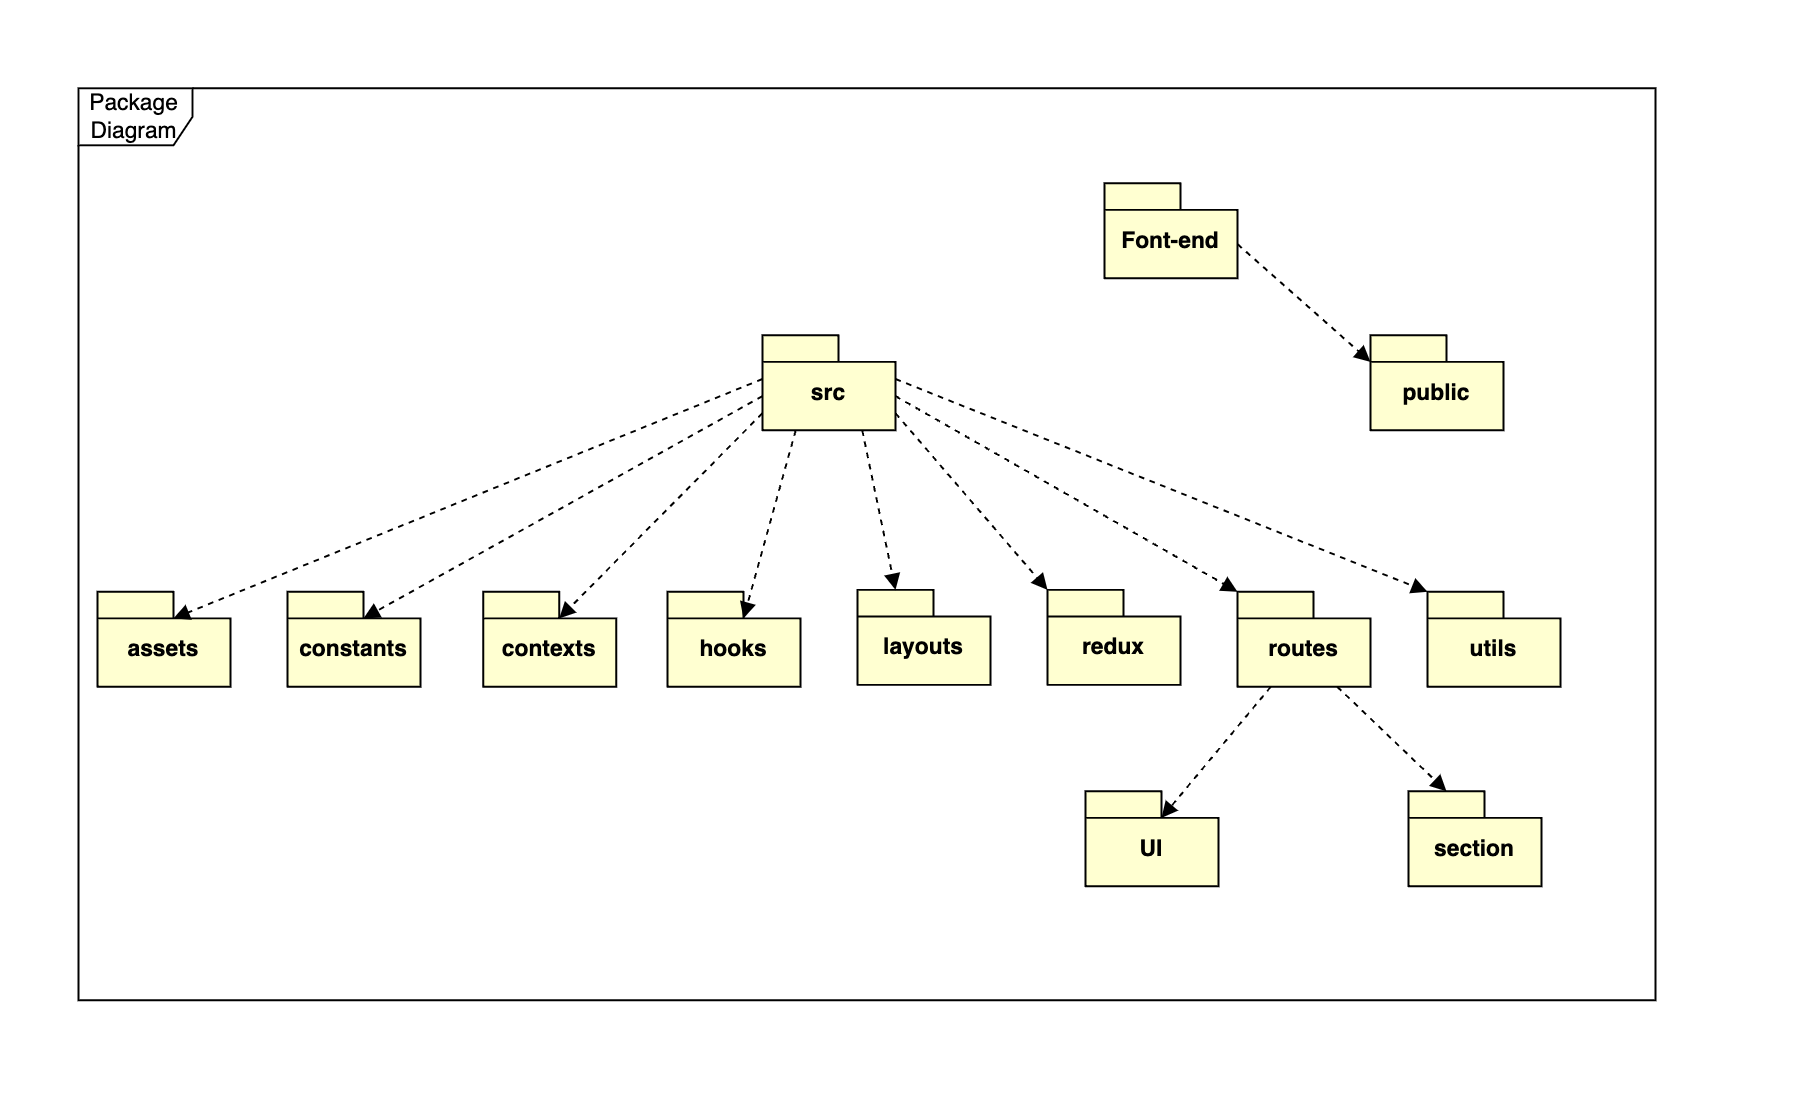 Package
Diagram
Font-end
src
public
assets
constants
contexts
hooks
layouts
redux
routes
utils
UI
section